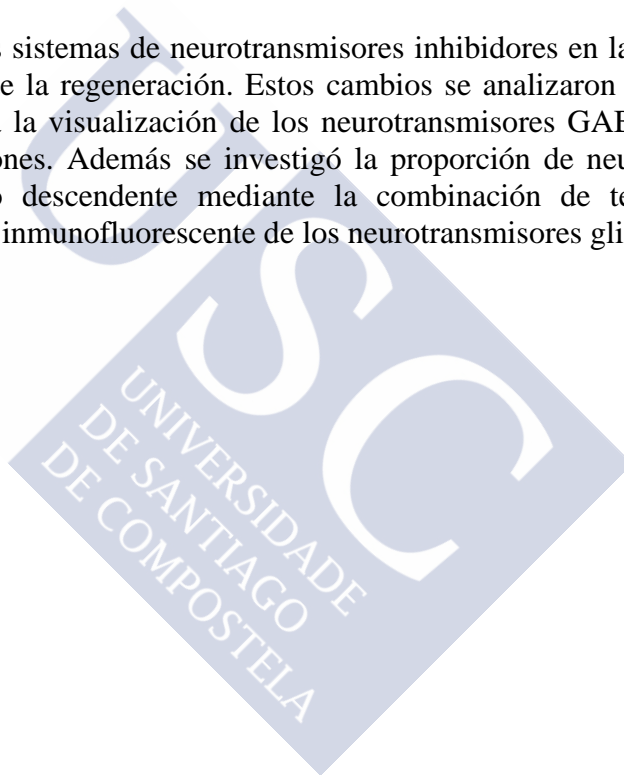 s sistemas de neurotransmisores inhibidores en la
e la regeneración. Estos cambios se analizaron
a la visualización de los neurotransmisores GAB
ones. Además se investigó la proporción de neu
o descendente mediante la combinación de te
inmunofluorescente de los neurotransmisores gli
USC
UNIVERSIDADE
DE SANTIAGO
DE COMPOSTELA